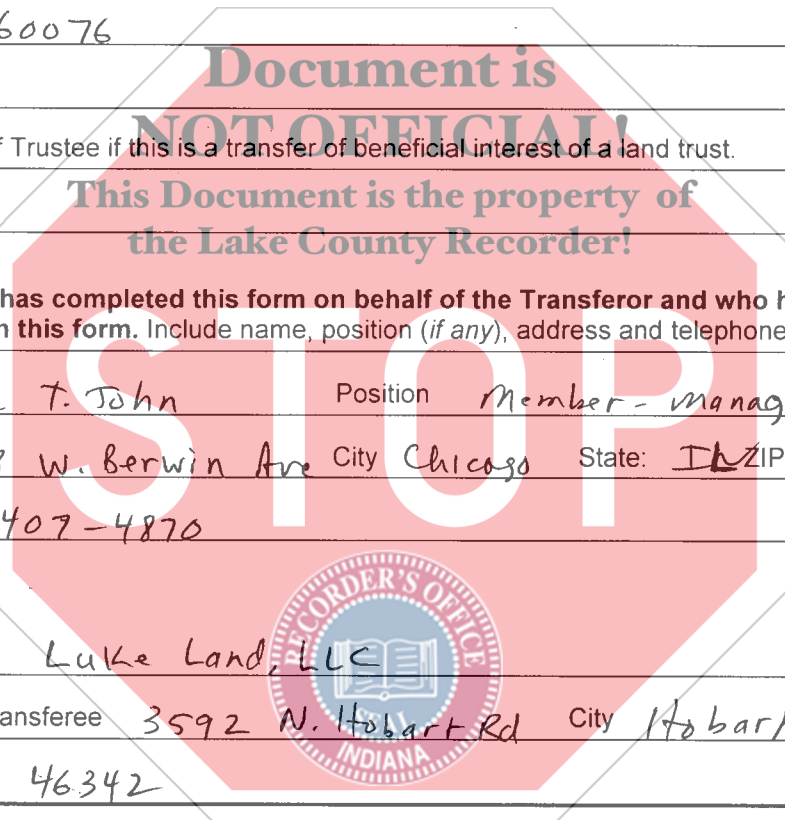 60076
Document is
NOT OFFICIAL!
Trustee if this is a transfer of beneficial interest of a land trust.
This Document is the property of
the Lake County Recorder!
has completed this form on behalf of the Transferor and who
this form. Include name, position (if any), address and telephone
T. John Position Member - Manag
W. Berwin Ave City Chicago State: IL ZIP
407-4870
STOP
RECORDER'S OFFICE
Luke Land, LLC
ansferee 3592 N. Hobart Rd City Hobart
SEAL
INDIANA
46342